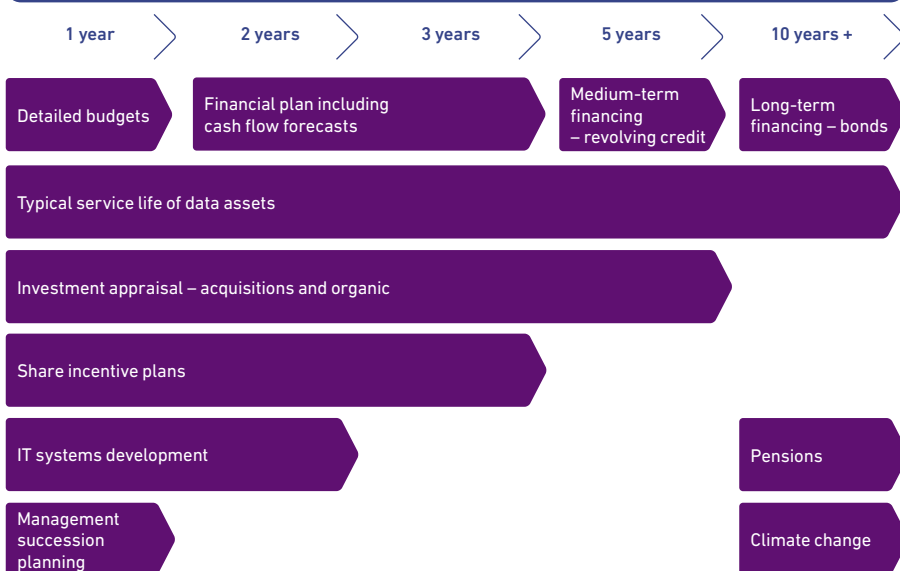 1 year
2 years
3 years
5 years
10 years +
Detailed budgets
Financial plan including
cash flow forecasts
Medium-term
financing
– revolving credit
Long-term
financing – bonds
Typical service life of data assets
Investment appraisal – acquisitions and organic
Share incentive plans
IT systems development
Pensions
Management
succession
planning
Climate change